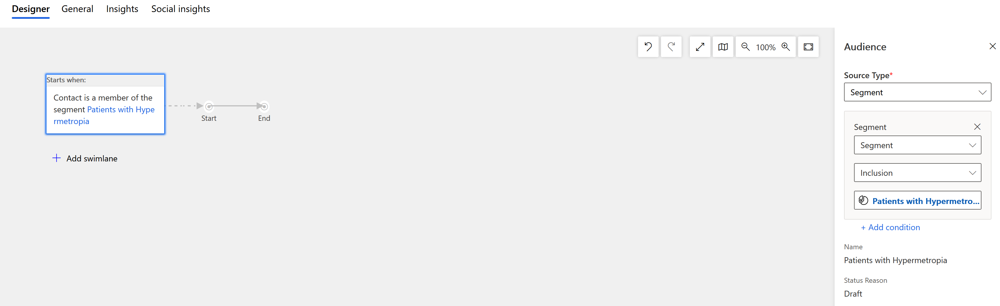 Designer General Insights Social insights
100%
Starts when:
Contact is a member of the
segment Patients with Hype
rmetropia
Start
End
Add swimlane
Audience
Source Type*
Segment
Segment
Segment
Inclusion
Patients with Hypermetro...
+ Add condition
Name
Patients with Hypermetropia
Status Reason
Draft